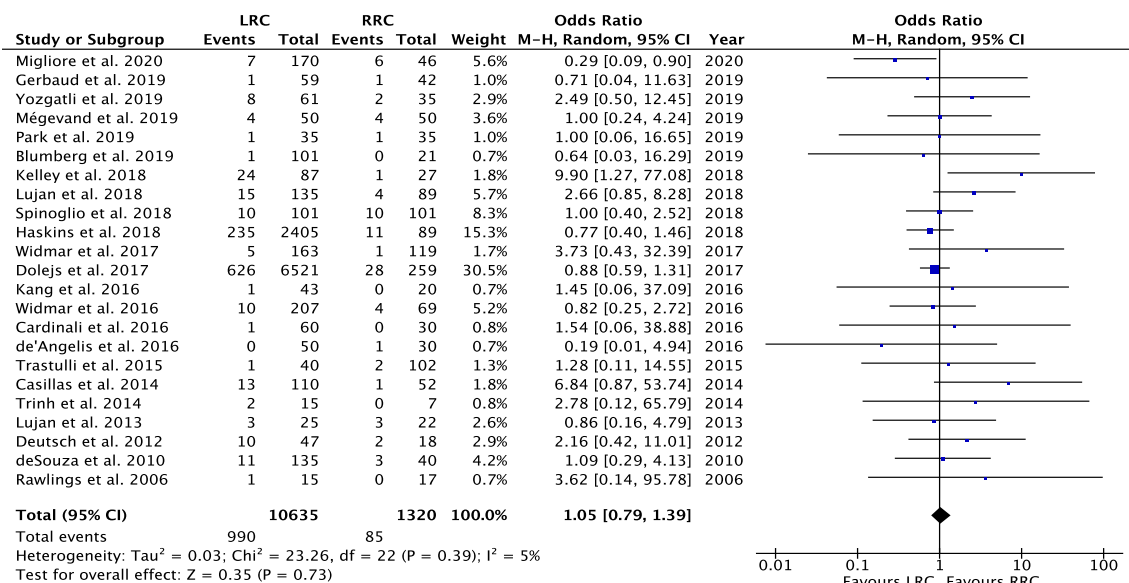 LRC RRC Odds Ratio Odds Ratio
Study or Subgroup Events Total Events Total Weight M-H, Random, 95% CI Year M-H, Random, 95% CI
Migliore et al. 2020 7 170 6 46 5.6% 0.29 [0.09, 0.90] 2020
Gerbaud et al. 2019 1 59 1 42 1.0% 0.71 [0.04, 11.63] 2019
Yozgatli et al. 2019 8 61 2 35 2.9% 2.49 [0.50, 12.45] 2019
Mégevand et al. 2019 4 50 4 50 3.6% 1.00 [0.24, 4.24] 2019
Park et al. 2019 1 35 1 35 1.0% 1.00 [0.06, 16.65] 2019
Blumberg et al. 2019 1 101 0 21 0.7% 0.64 [0.03, 16.29] 2019
Kelley et al. 2018 24 87 1 27 1.8% 9.90 [1.27, 77.08] 2018
Lujan et al. 2018 15 135 4 89 5.7% 2.66 [0.85, 8.28] 2018
Spinoglio et al. 2018 10 101 10 101 8.3% 1.00 [0.40, 2.52] 2018
Haskins et al. 2018 235 2405 11 89 15.3% 0.77 [0.40, 1.46] 2018
Widmar et al. 2017 5 163 1 119 1.7% 3.73 [0.43, 32.39] 2017
Dolejs et al. 2017 626 6521 28 259 30.5% 0.88 [0.59, 1.31] 2017
Kang et al. 2016 1 43 0 20 0.7% 1.45 [0.06, 37.09] 2016
Widmar et al. 2016 10 207 4 69 5.2% 0.82 [0.25, 2.72] 2016
Cardinali et al. 2016 1 60 0 30 0.8% 1.54 [0.06, 38.88] 2016
de'Angelis et al. 2016 0 50 1 30 0.7% 0.19 [0.01, 4.94] 2016
Trastulli et al. 2015 1 40 2 102 1.3% 1.28 [0.11, 14.55] 2015
Casillas et al. 2014 13 110 1 52 1.8% 6.84 [0.87, 53.74] 2014
Trinh et al. 2014 2 15 0 7 0.8% 2.78 [0.12, 65.79] 2014
Lujan et al. 2013 3 25 3 22 2.6% 0.86 [0.16, 4.79] 2013
Deutsch et al. 2012 10 47 2 18 2.9% 2.16 [0.42, 11.01] 2012
deSouza et al. 2010 11 135 3 40 4.2% 1.09 [0.29, 4.13] 2010
Rawlings et al. 2006 1 15 0 17 0.7% 3.62 [0.14, 95.78] 2006
Total (95% CI) 10635 1320 100.0% 1.05 [0.79, 1.39]
Total events 990 85
Heterogeneity: Tau² = 0.03; Chi² = 23.26, df = 22 (P = 0.39); I² = 5%
Test for overall effect: Z = 0.35 (P = 0.73)
0.01 0.1 1 10 100
Favours LRC Favours RRC